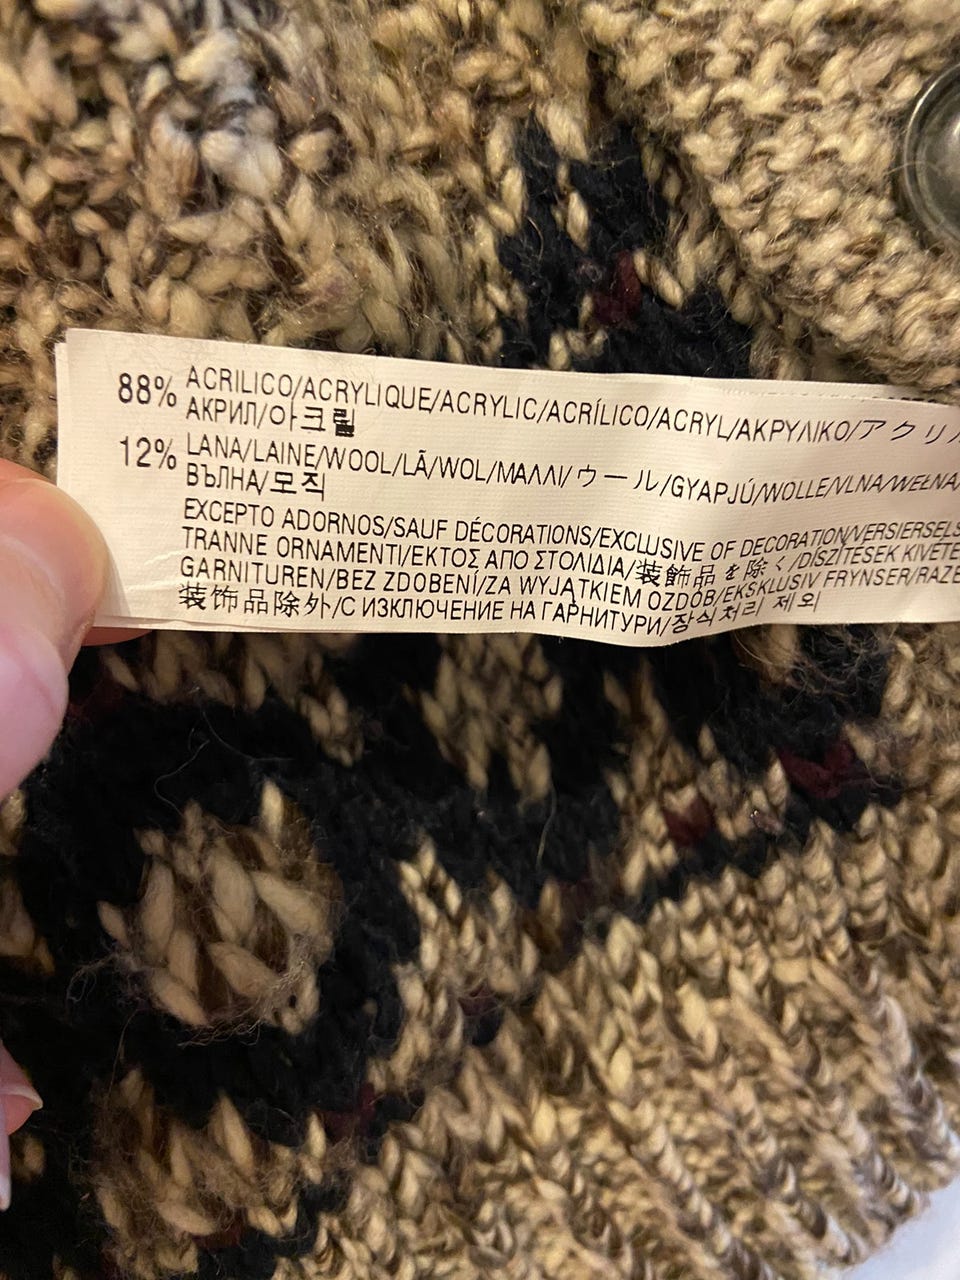 88% ACRILICO/ACRYLIQUE/ACRYLIC/ACRÍLICO/ACRYL/ΑΚΡΥΛΙΚΟ/アクリル
АКРИЛ/아크릴
12% LANA/LAINE/WOOL/LÃ/WOL/ΜΑΛΛΙ/ウール/GYAPJÚ/WOLLE/VLNA/WEŁNA/
ВЪЛНА/모직
EXCEPTO ADORNOS/SAUF DÉCORATIONS/EXCLUSIVE OF DECORATION/VERSIERSELS
TRANNE ORNAMENTI/ΕΚΤΟΣ ΑΠΟ ΣΤΟΛΙΔΙΑ/装飾品を除く/DÍSZÍTÉSEK KIVÉTE
GARNITUREN/BEZ ZDOBENÍ/ZA WYJĄTKIEM OZDÓB/EKSKLUSIV FRYNSER/RAZE
装饰品除外/С ИЗКЛЮЧЕНИЕ НА ГАРНИТУРИ/장식처리 제외